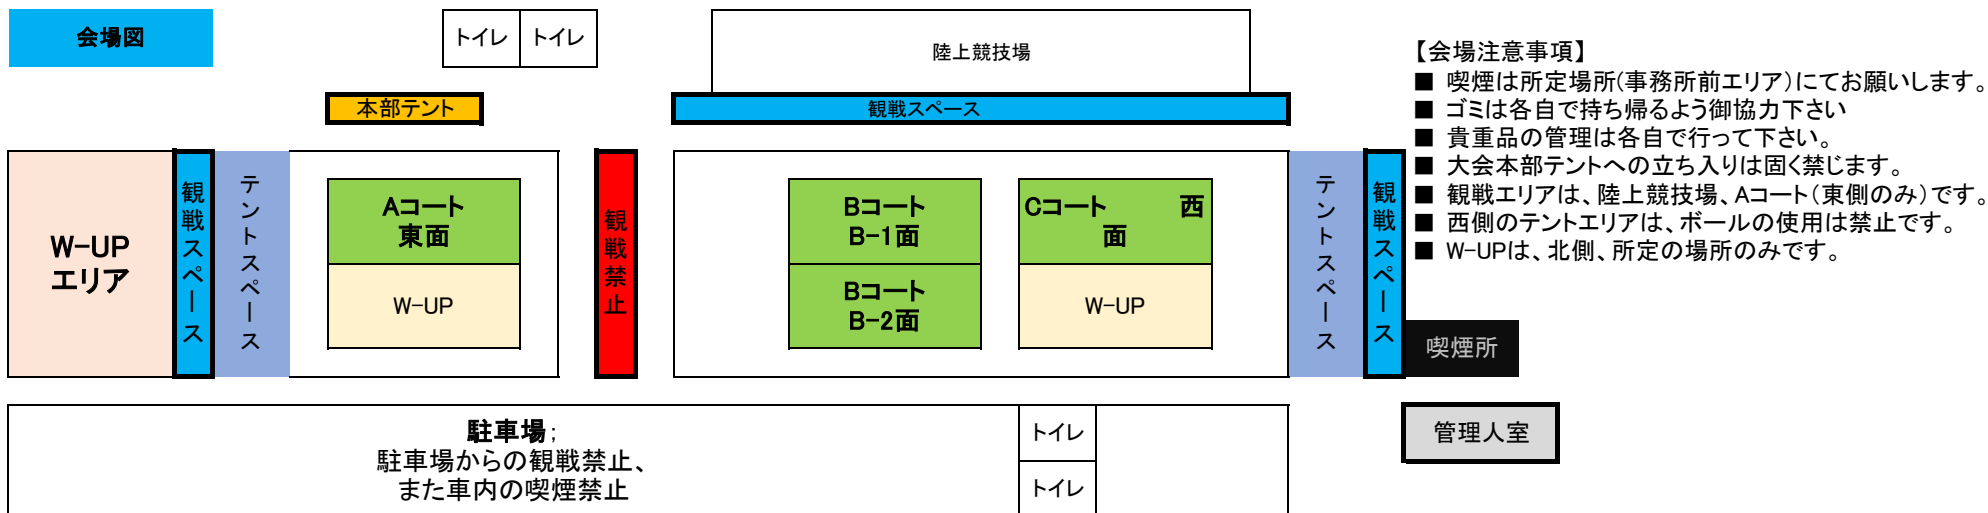 会場図
トイレ トイレ
陸上競技場
本部テント
観戦スペース
W-UP
エリア
観戦スペース
テントスペース
Aコート
東面
W-UP
観戦禁止
Bコート
B-1面
Bコート
B-2面
Cコート 西
面
W-UP
テントスペース
観戦スペース
喫煙所
管理人室
駐車場;
駐車場からの観戦禁止、
また車内の喫煙禁止
トイレ
トイレ
【会場注意事項】
■ 喫煙は所定場所(事務所前エリア)にてお願いします。
■ ゴミは各自で持ち帰るよう御協力下さい
■ 貴重品の管理は各自で行って下さい。
■ 大会本部テントへの立ち入りは固く禁じます。
■ 観戦エリアは、陸上競技場、Aコート(東側のみ)です。
■ 西側のテントエリアは、ボールの使用は禁止です。
■ W-UPは、北側、所定の場所のみです。